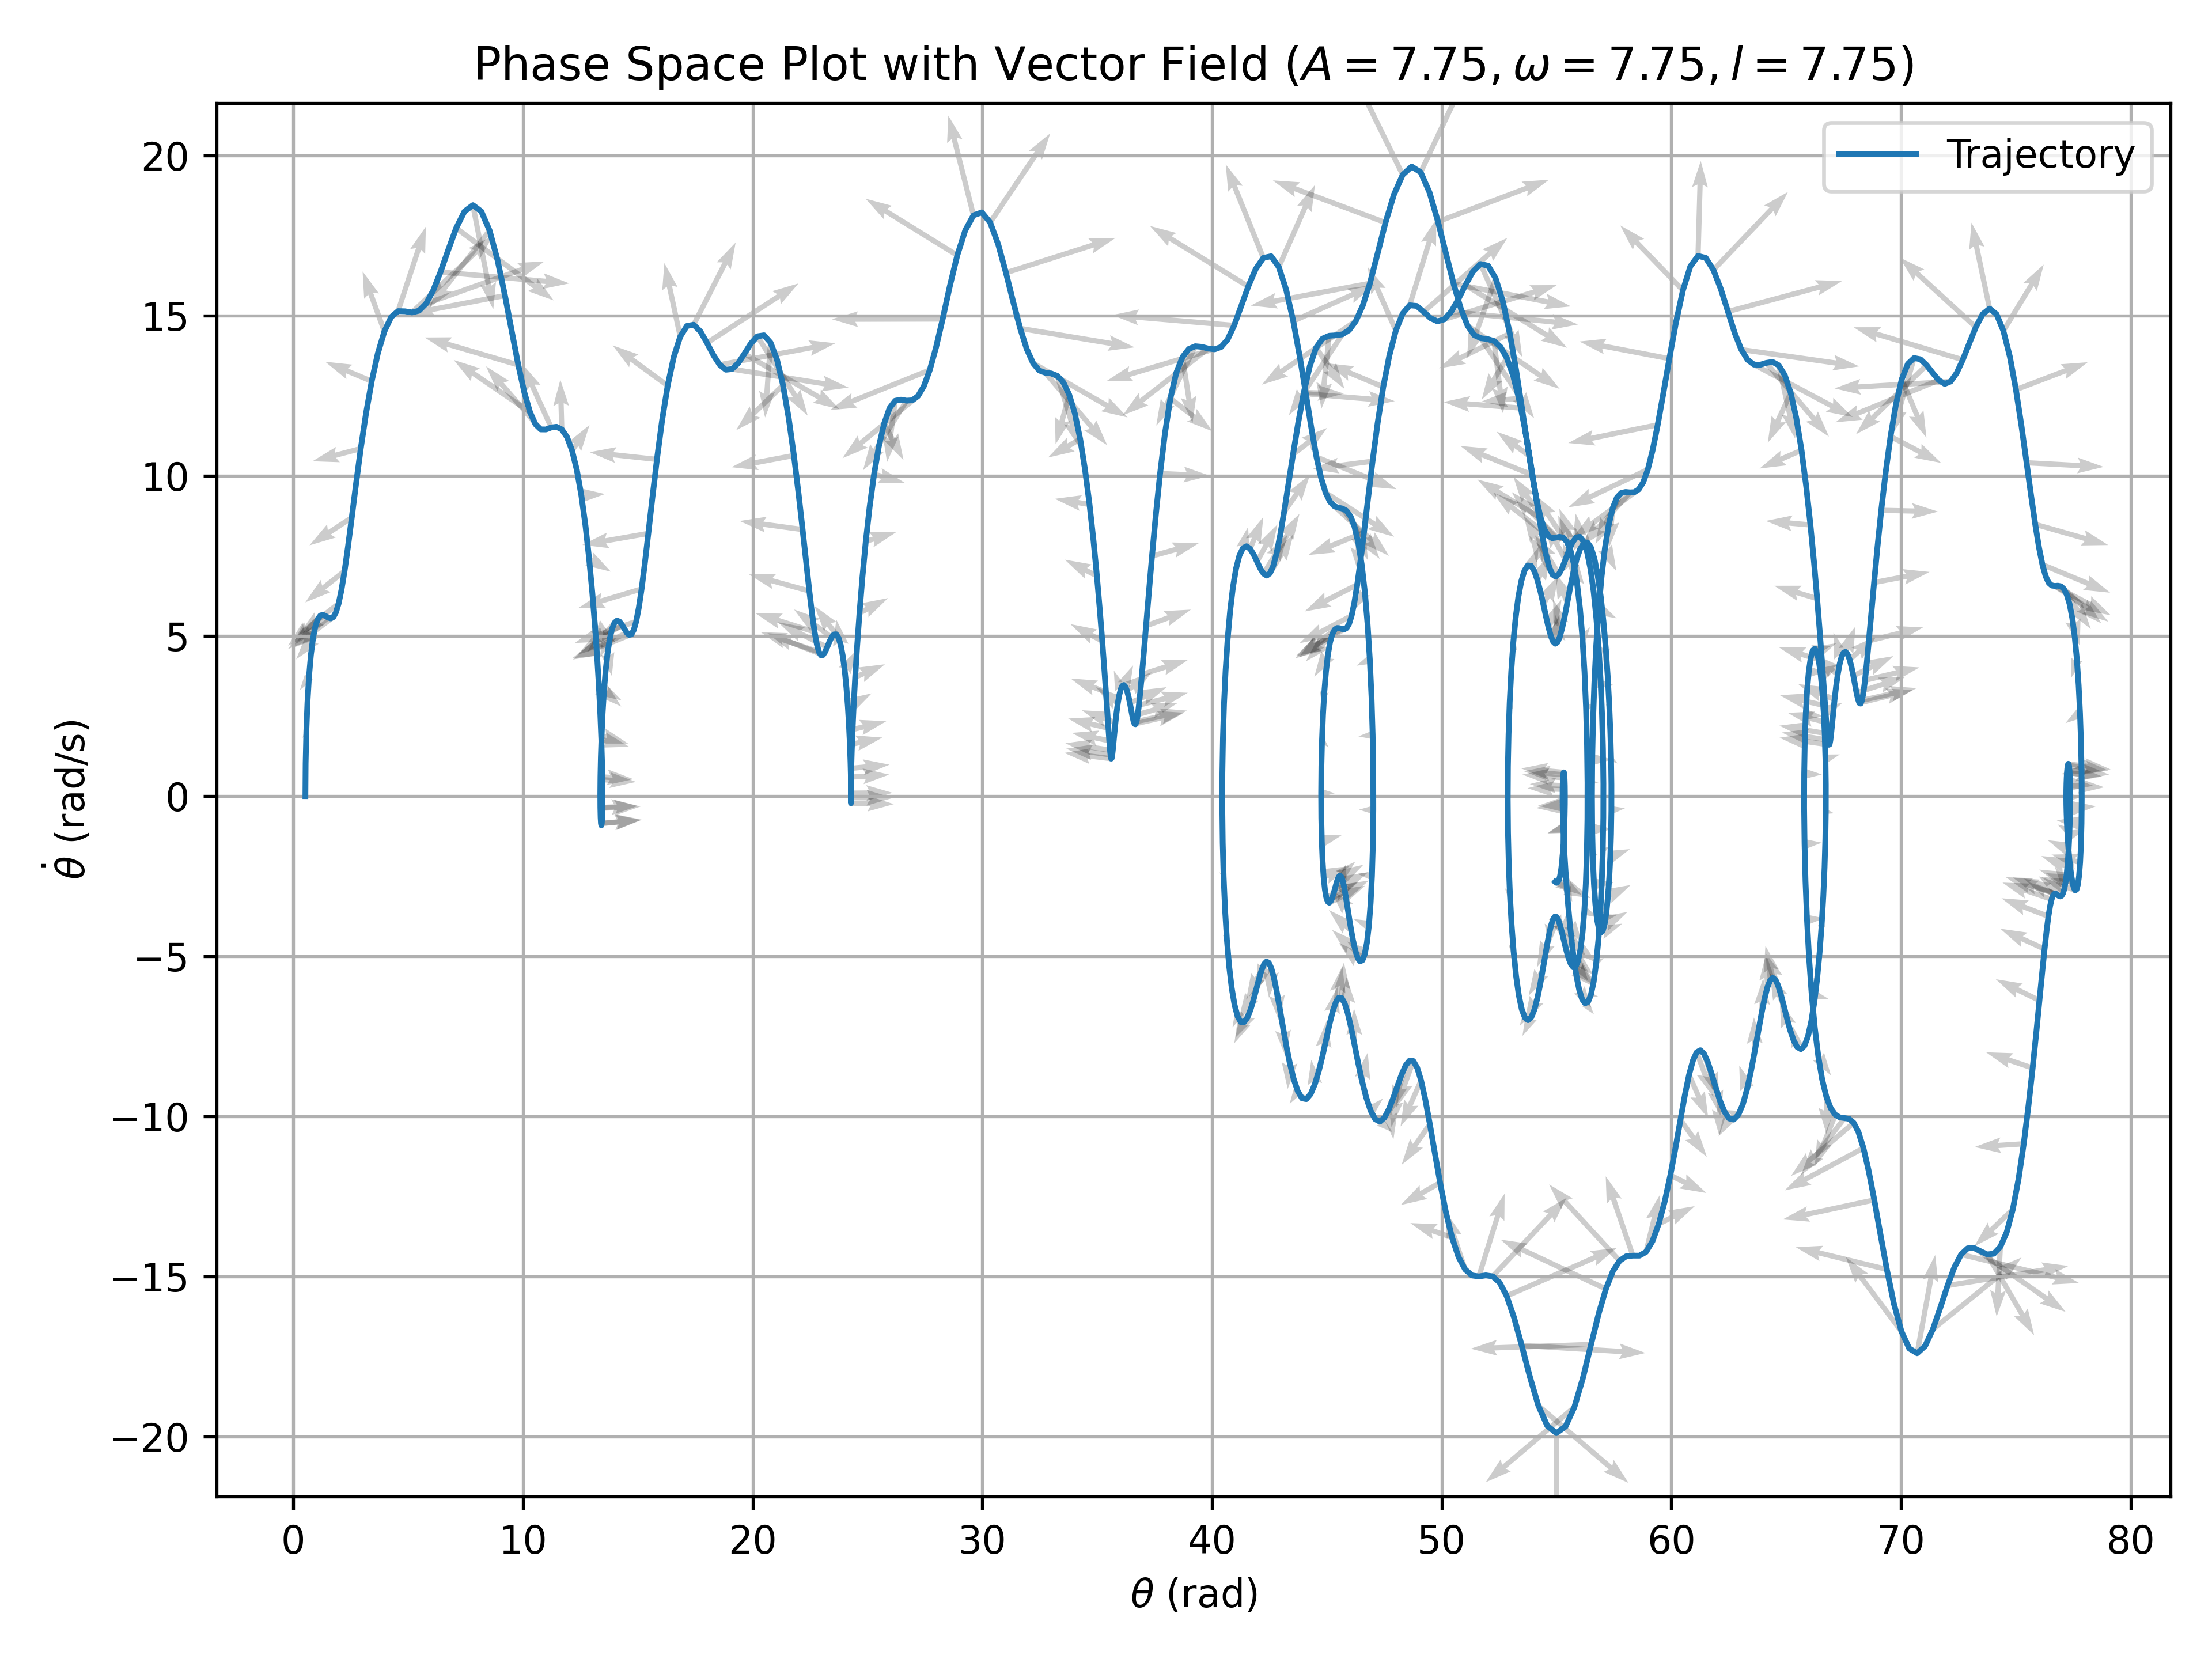 Phase Space Plot with Vector Field (A = 7.75, ω = 7.75, l = 7.75)
Trajectory
20
15
10
5
0
−5
−10
−15
−20
θ̇ (rad/s)
0 10 20 30 40 50 60 70 80
θ (rad)